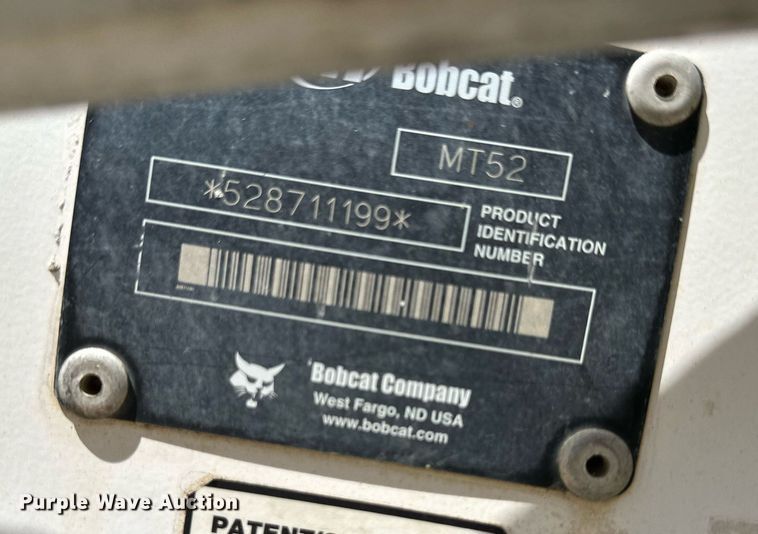 Bobcat®
MT52
*528711199*
PRODUCT
IDENTIFICATION
NUMBER
Bobcat Company
West Fargo, ND USA
www.bobcat.com
Purple Wave Auction